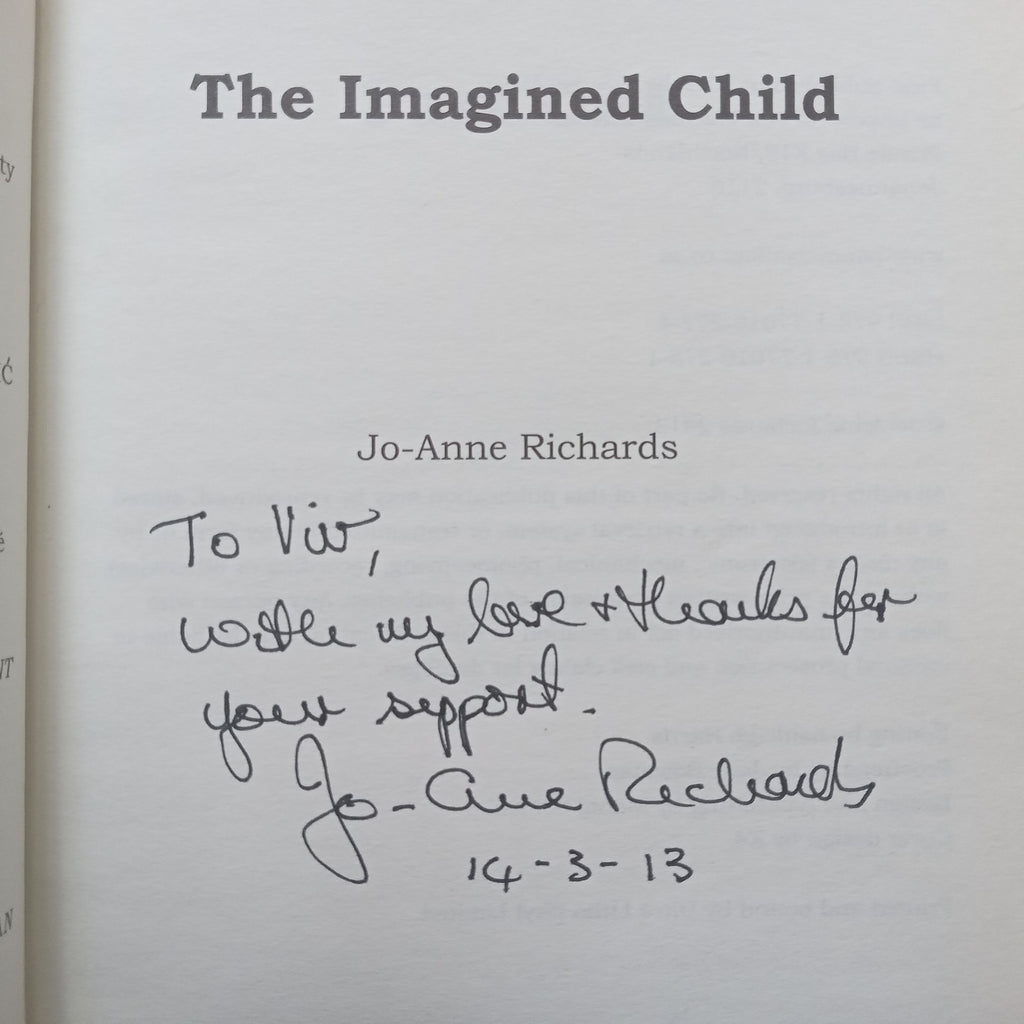 The Imagined Child
Jo-Anne Richards
To Viv,
with my love + thanks for
your support.
Jo-Anne Richards
14-3-13